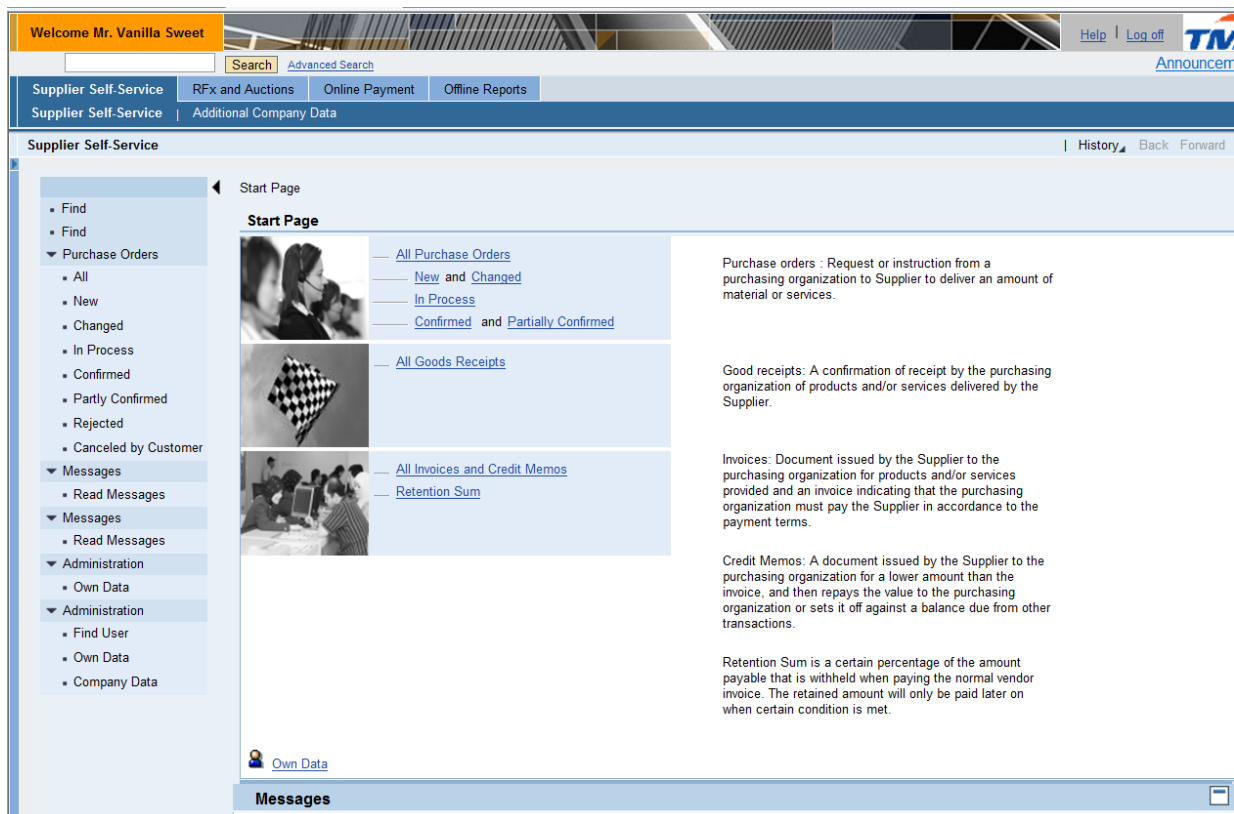 Welcome Mr. Vanilla Sweet
Help | Log off
TM
Search Advanced Search
Supplier Self-Service RFx and Auctions Online Payment Offline Reports
Supplier Self-Service | Additional Company Data
Supplier Self-Service
| History Back Forward
Find
Find
Purchase Orders
All
New
Changed
In Process
Confirmed
Partly Confirmed
Rejected
Canceled by Customer
Messages
Read Messages
Messages
Read Messages
Administration
Own Data
Administration
Find User
Own Data
Company Data
Start Page
Start Page
All Purchase Orders
New and Changed
In Process
Confirmed and Partially Confirmed
All Goods Receipts
All Invoices and Credit Memos
Retention Sum
Purchase orders : Request or instruction from a
purchasing organization to Supplier to deliver an amount of
material or services.
Good receipts: A confirmation of receipt by the purchasing
organization of products and/or services delivered by the
Supplier.
Invoices: Document issued by the Supplier to the
purchasing organization for products and/or services
provided and an invoice indicating that the purchasing
organization must pay the Supplier in accordance to the
payment terms.
Credit Memos: A document issued by the Supplier to the
purchasing organization for a lower amount than the
invoice, and then repays the value to the purchasing
organization or sets it off against a balance due from other
transactions.
Retention Sum is a certain percentage of the amount
payable that is withheld when paying the normal vendor
invoice. The retained amount will only be paid later on
when certain condition is met.
Own Data
Messages